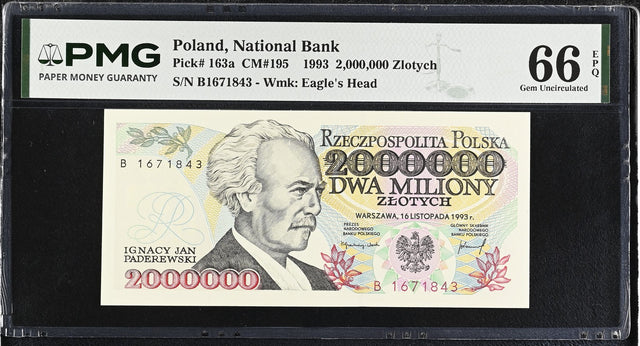 PMG
PAPER MONEY GUARANTY
Poland, National Bank
Pick# 163a CM#195 1993 2,000,000 Zlotych
S/N B1671843 - Wmk: Eagle's Head
66
EPQ
Gem Uncirculated
RZECZPOSPOLITA POLSKA
2000000
DWA MILIONY
ZŁOTYCH
WARSZAWA, 16 LISTOPADA 1993 r.
PREZES
NARODOWEGO
BANKU POLSKIEGO
GŁÓWNY SKARBNIK
NARODOWEGO
BANKU POLSKIEGO
B 1671843
IGNACY JAN
PADEREWSKI
2000000
B 1671843